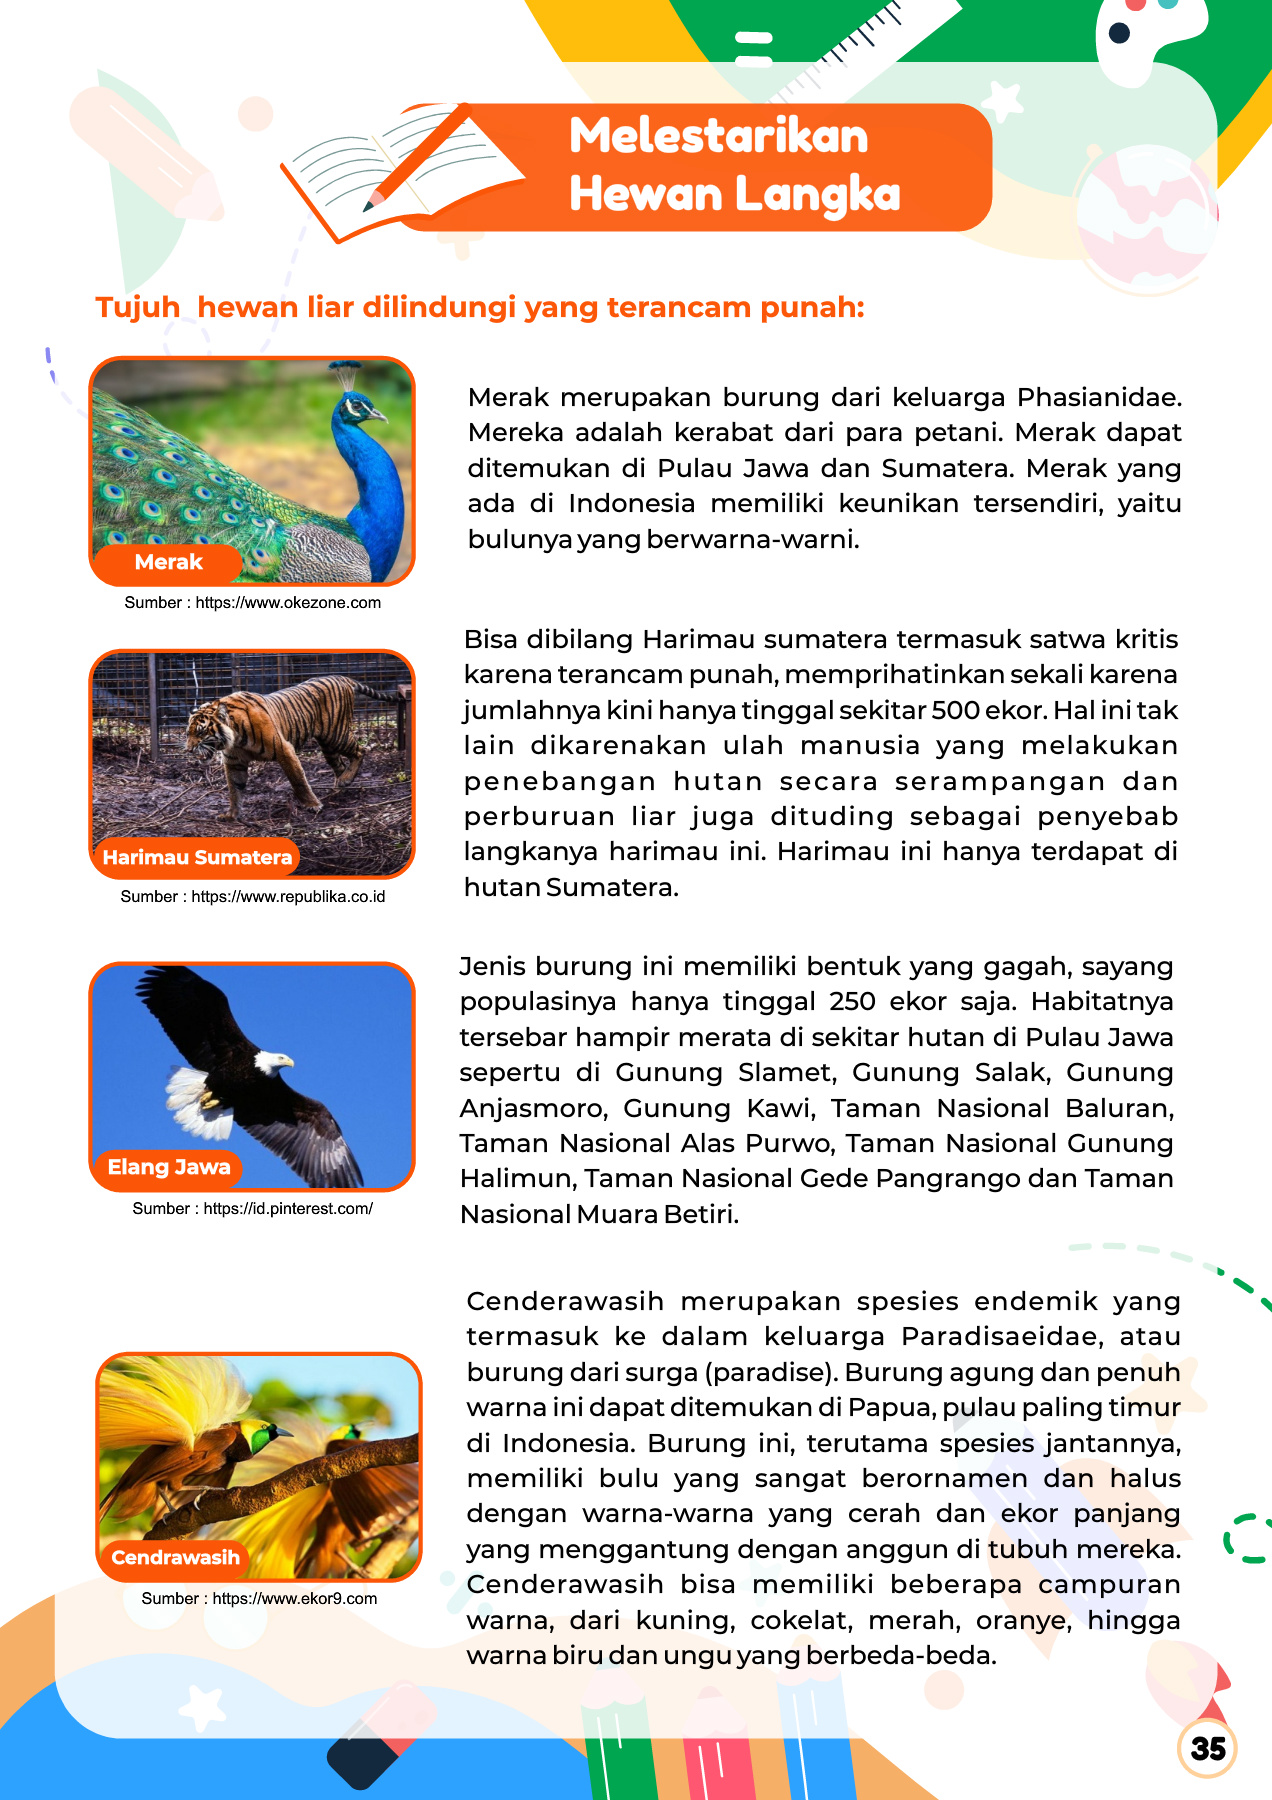 Melestarikan
Hewan Langka
Tujuh hewan liar dilindungi yang terancam punah:
Merak
Sumber : https://www.okezone.com
Merak merupakan burung dari keluarga Phasianidae.
Mereka adalah kerabat dari para petani. Merak dapat
ditemukan di Pulau Jawa dan Sumatera. Merak yang
ada di Indonesia memiliki keunikan tersendiri, yaitu
bulunya yang berwarna-warni.
Harimau Sumatera
Sumber : https://www.republika.co.id
Bisa dibilang Harimau sumatera termasuk satwa kritis
karena terancam punah, memprihatinkan sekali karena
jumlahnya kini hanya tinggal sekitar 500 ekor. Hal ini tak
lain dikarenakan ulah manusia yang melakukan
penebangan hutan secara serampangan dan
perburuan liar juga dituding sebagai penyebab
langkanya harimau ini. Harimau ini hanya terdapat di
hutan Sumatera.
Elang Jawa
Sumber : https://id.pinterest.com/
Jenis burung ini memiliki bentuk yang gagah, sayang
populasinya hanya tinggal 250 ekor saja. Habitatnya
tersebar hampir merata di sekitar hutan di Pulau Jawa
sepertu di Gunung Slamet, Gunung Salak, Gunung
Anjasmoro, Gunung Kawi, Taman Nasional Baluran,
Taman Nasional Alas Purwo, Taman Nasional Gunung
Halimun, Taman Nasional Gede Pangrango dan Taman
Nasional Muara Betiri.
Cendrawasih
Sumber : https://www.ekor9.com
Cenderawasih merupakan spesies endemik yang
termasuk ke dalam keluarga Paradisaeidae, atau
burung dari surga (paradise). Burung agung dan penuh
warna ini dapat ditemukan di Papua, pulau paling timur
di Indonesia. Burung ini, terutama spesies jantannya,
memiliki bulu yang sangat berornamen dan halus
dengan warna-warna yang cerah dan ekor panjang
yang menggantung dengan anggun di tubuh mereka.
Cenderawasih bisa memiliki beberapa campuran
warna, dari kuning, cokelat, merah, oranye, hingga
warna biru dan ungu yang berbeda-beda.
35